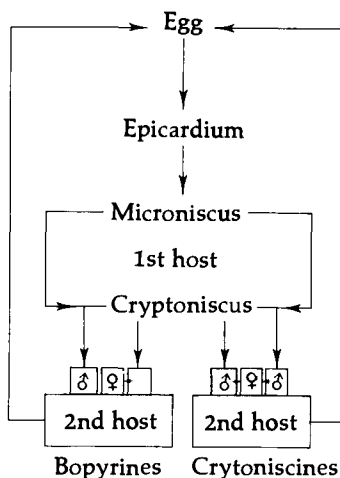 Egg
Epicardium
Microniscus
1st host
Cryptoniscus
♂ ♀ ♂ ♀ ♂
2nd host 2nd host
Bopyrines Crytoniscines